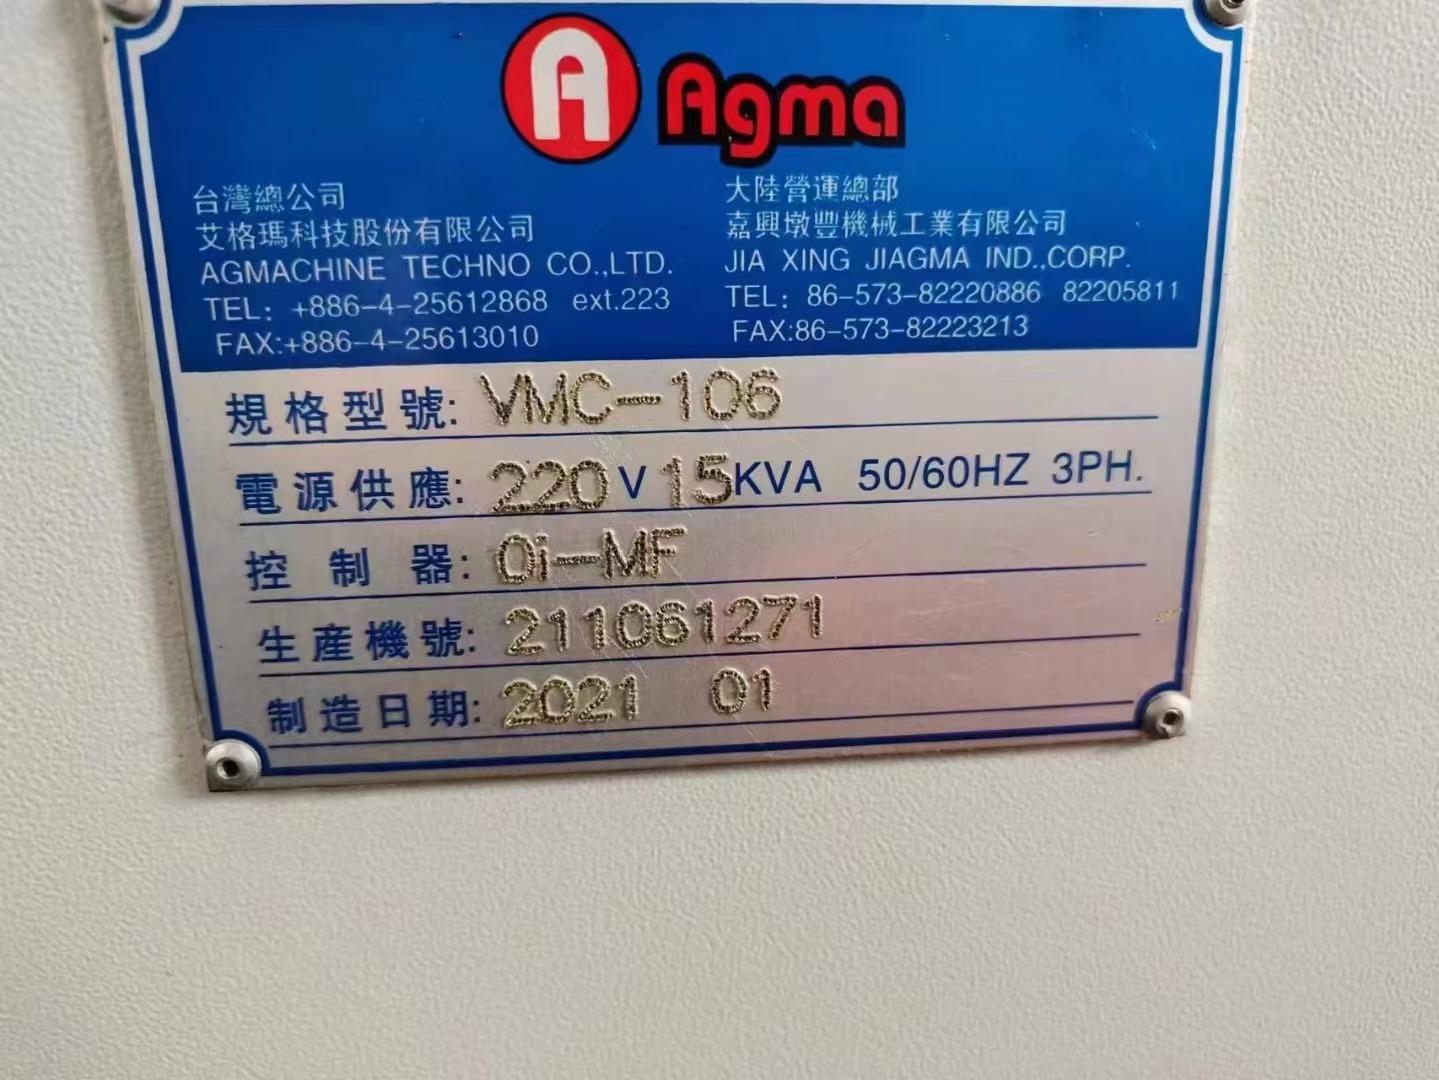 A Agma
台灣總公司
艾格瑪科技股份有限公司
AGMACHINE TECHNO CO.,LTD.
TEL: +886-4-25612868 ext.223
FAX:+886-4-25613010
大陸營運總部
嘉興墩豐機械工業有限公司
JIA XING JIAGMA IND.,CORP.
TEL: 86-573-82220886 82205811
FAX:86-573-82223213
規格型號: VMC-106
電源供應: 220 V 15 KVA 50/60HZ 3PH.
控制器: 0i-MF
生産機號: 211061271
制造日期: 2021 01